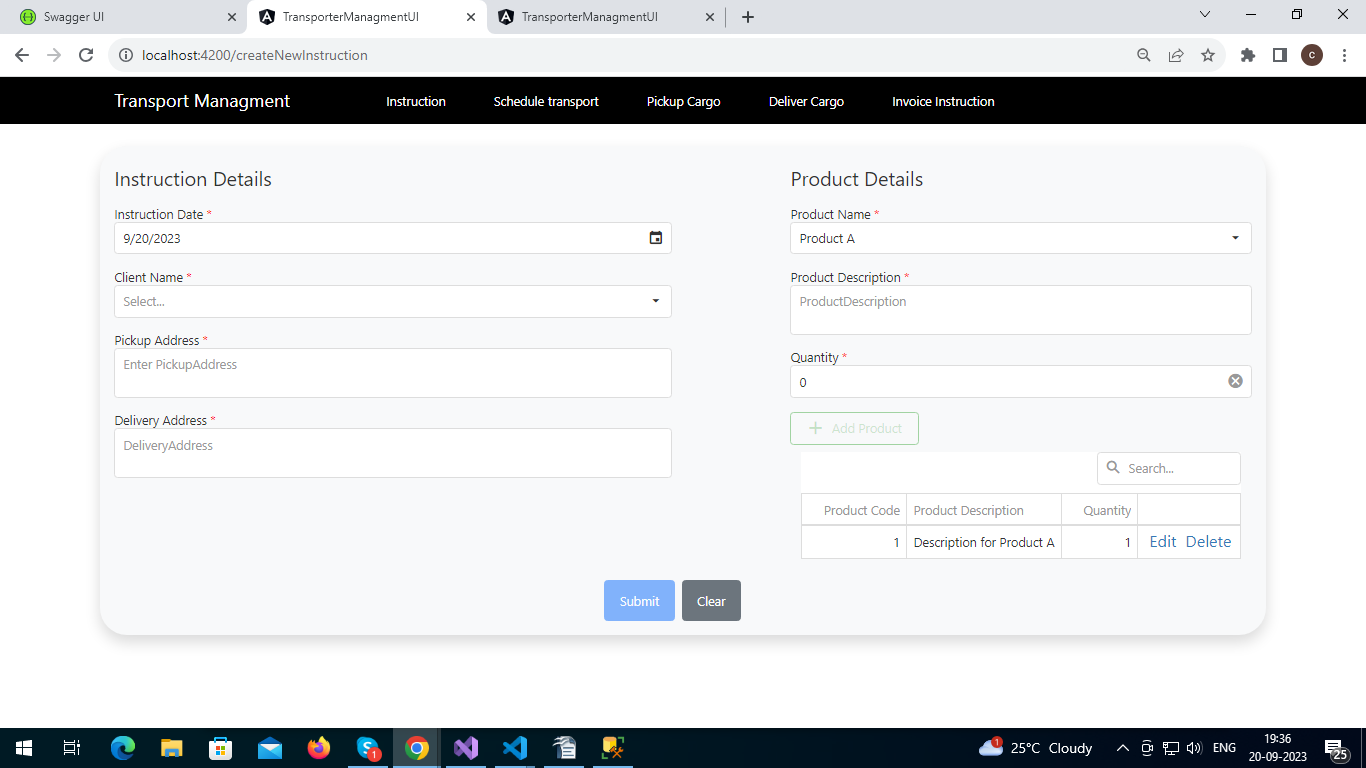 Swagger UI
TransporterManagmentUI
TransporterManagmentUI
localhost:4200/createNewInstruction
C
Transport Managment
Instruction
Schedule transport
Pickup Cargo
Deliver Cargo
Invoice Instruction
Instruction Details
Instruction Date *
9/20/2023
Client Name *
Select...
Pickup Address *
Enter PickupAddress
Delivery Address *
DeliveryAddress
Product Details
Product Name *
Product A
Product Description *
ProductDescription
Quantity *
0
Add Product
Search...
Product Code Product Description Quantity
1 Description for Product A 1 Edit Delete
Submit Clear
1
1
25°C Cloudy
ENG
19:36
20-09-2023
25